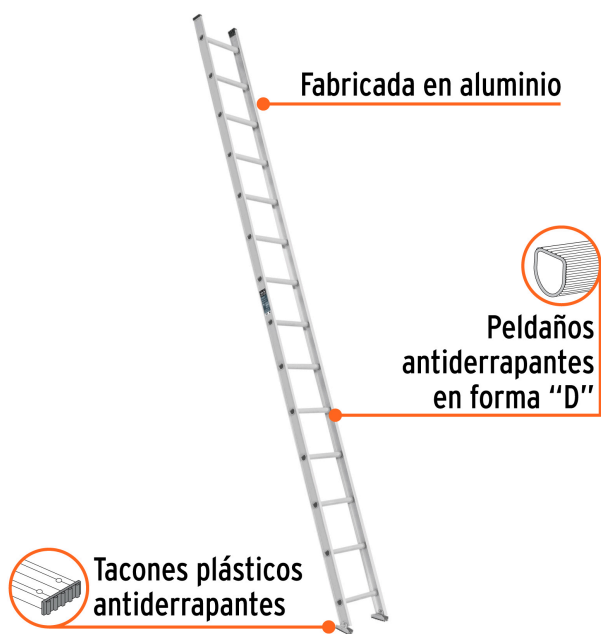 Fabricada en aluminio
Peldaños
antiderrapantes
en forma “D”
Tacones plásticos
antiderrapantes